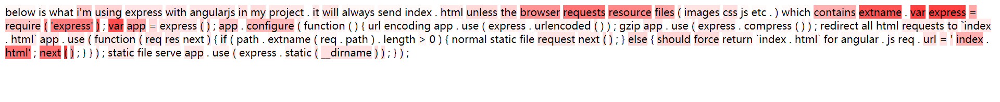 below is what i'm using express with angularjs in my project . it will always send index . html unless the browser requests resource files ( images css js etc . ) which contains extname . var express =
require ( 'express' ) ; var app = express ( ) ; app . configure ( function ( ) { url encoding app . use ( express . urlencoded ( ) ) ; gzip app . use ( express . compress ( ) ) ; redirect all html requests to `index
. html` app . use ( function ( req res next ) { if ( path . extname ( req . path ) . length > 0 ) { normal static file request next ( ) ; } else { should force return `index . html` for angular . js req . url = ' index .
html' ; next ( ) ; } } ) ; static file serve app . use ( express . static ( __dirname ) ) ; } ) ;